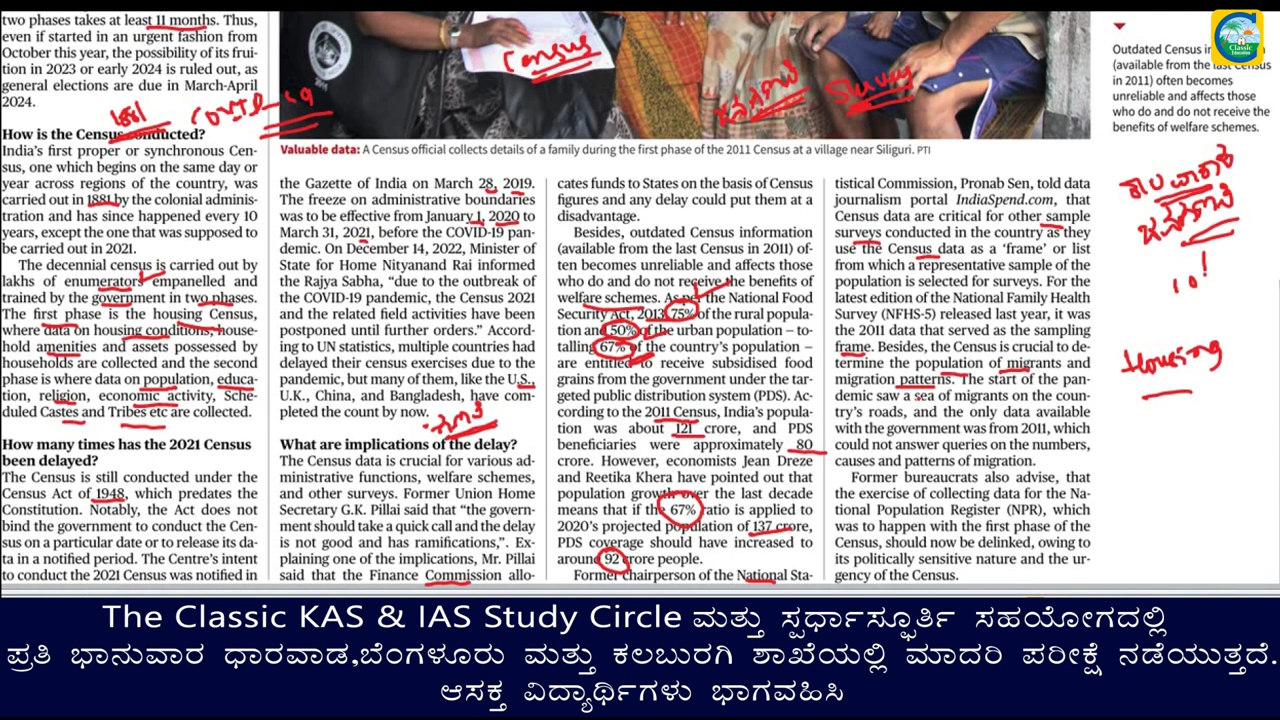 two phases takes at least 11 months. Thus,
even if started in an urgent fashion from
October this year, the possibility of its frui-
tion in 2023 or early 2024 is ruled out, as
general elections are due in March-April
2024.
1881 COVID-19
How is the Census conducted?
India's first proper or synchronous Cen-
sus, one which begins on the same day or
year across regions of the country, was
carried out in 1881 by the colonial adminis-
tration and has since happened every 10
years, except the one that was supposed to
be carried out in 2021.
The decennial census is carried out by
lakhs of enumerators empanelled and
trained by the government in two phases.
The first phase is the housing Census,
where data on housing conditions, house-
hold amenities and assets possessed by
households are collected and the second
phase is where data on population, educa-
tion, religion, economic activity, Sche-
duled Castes and Tribes etc are collected.
How many times has the 2021 Census
been delayed?
The Census is still conducted under the
Census Act of 1948, which predates the
Constitution. Notably, the Act does not
bind the government to conduct the Cen-
sus on a particular date or to release its da-
ta in a notified period. The Centre's intent
to conduct the 2021 Census was notified in
Census
Survey
Valuable data: A Census official collects details of a family during the first phase of the 2011 Census at a village near Siliguri. PTI
the Gazette of India on March 28, 2019.
The freeze on administrative boundaries
was to be effective from January 1, 2020 to
March 31, 2021, before the COVID-19 pan-
demic. On December 14, 2022, Minister of
State for Home Nityanand Rai informed
the Rajya Sabha, "due to the outbreak of
the COVID-19 pandemic, the Census 2021
and the related field activities have been
postponed until further orders." Accord-
ing to UN statistics, multiple countries had
delayed their census exercises due to the
pandemic, but many of them, like the U.S.,
U.K., China, and Bangladesh, have com-
pleted the count by now.
What are implications of the delay?
The Census data is crucial for various ad-
ministrative functions, welfare schemes,
and other surveys. Former Union Home
Secretary G.K. Pillai said that "the govern-
ment should take a quick call and the delay
is not good and has ramifications,". Ex-
plaining one of the implications, Mr. Pillai
said that the Finance Commission allo-
cates funds to States on the basis of Census
figures and any delay could put them at a
disadvantage.
Besides, outdated Census information
(available from the last Census in 2011) of-
ten becomes unreliable and affects those
who do and do not receive the benefits of
welfare schemes. As per the National Food
Security Act, 2013 75% of the rural popula-
tion and 50% of the urban population – to-
talling 67% of the country's population –
are entitled to receive subsidised food
grains from the government under the tar-
geted public distribution system (PDS).
According to the 2011 Census, India's popula-
tion was about 121 crore, and PDS
beneficiaries were approximately 80
crore. However, economists Jean Dreze
and Reetika Khera have pointed out that
population growth over the last decade
means that if the 67% ratio is applied to
2020's projected population of 137 crore,
PDS coverage should have increased to
around 92 crore people.
Former chairperson of the National Sta-
tistical Commission, Pronab Sen, told data
journalism portal IndiaSpend.com, that
Census data are critical for other sample
surveys conducted in the country as they
use the Census data as a 'frame' or list
from which a representative sample of the
population is selected for surveys. For the
latest edition of the National Family Health
Survey (NFHS-5) released last year, it was
the 2011 data that served as the sampling
frame. Besides, the Census is crucial to de-
termine the population of migrants and
migration patterns. The start of the pan-
demic saw a sea of migrants on the coun-
try's roads, and the only data available
with the government was from 2011, which
could not answer queries on the numbers,
causes and patterns of migration.
Former bureaucrats also advise, that
the exercise of collecting data for the Na-
tional Population Register (NPR), which
was to happen with the first phase of the
Census, should now be delinked, owing to
its politically sensitive nature and the ur-
gency of the Census.
Classic
Education
Outdated Census
(available from the last Census
in 2011) often becomes
unreliable and affects those
who do and do not receive the
benefits of welfare schemes.
10!
Housing
The Classic KAS & IAS Study Circle ಮತ್ತು ಸ್ಪರ್ಧಾಸ್ಫೂರ್ತಿ ಸಹಯೋಗದಲ್ಲಿ
ಪ್ರತಿ ಭಾನುವಾರ ಧಾರವಾಡ,ಬೆಂಗಳೂರು ಮತ್ತು ಕಲಬುರಗಿ ಶಾಖೆಯಲ್ಲಿ ಮಾದರಿ ಪರೀಕ್ಷೆ ನಡೆಯುತ್ತದೆ.
ಆಸಕ್ತ ವಿದ್ಯಾರ್ಥಿಗಳು ಭಾಗವಹಿಸಿ